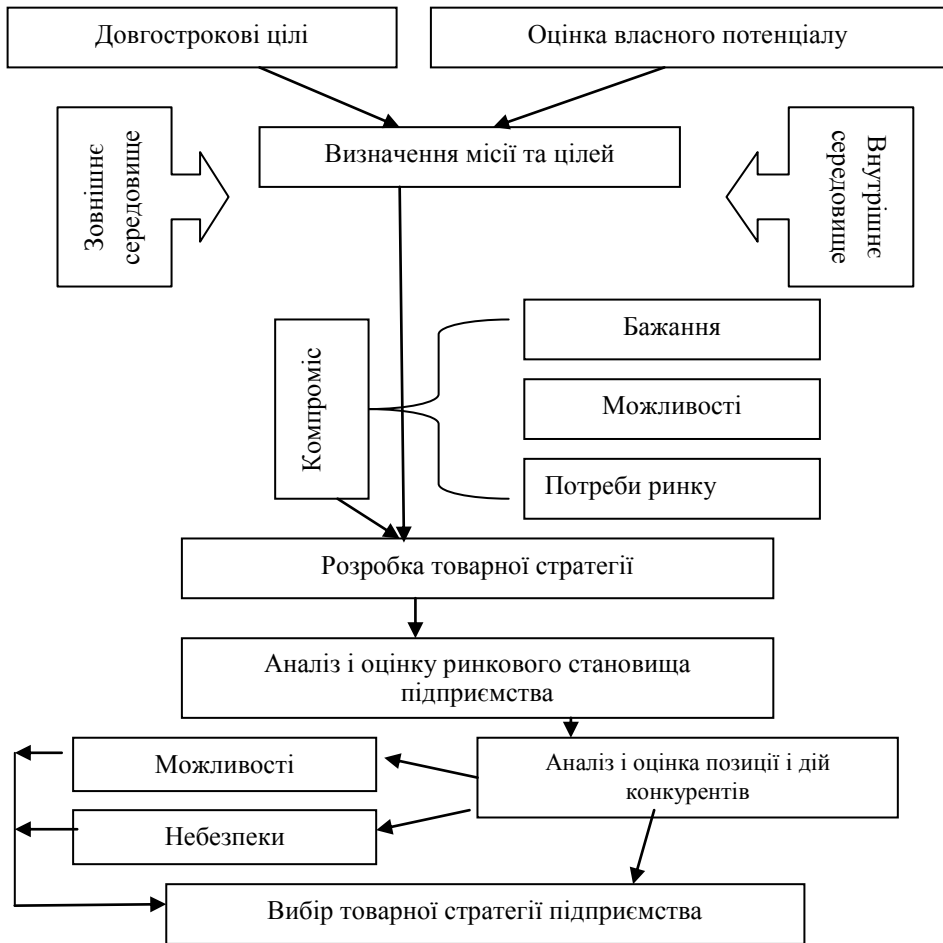 Довгострокові цілі
Оцінка власного потенціалу
Зовнішнє
середовище
Визначення місії та цілей
Внутрішнє
середовище
Компроміс
Бажання
Можливості
Потреби ринку
Розробка товарної стратегії
Аналіз і оцінку ринкового становища
підприємства
Можливості
Аналіз і оцінка позиції і дій
конкурентів
Небезпеки
Вибір товарної стратегії підприємства